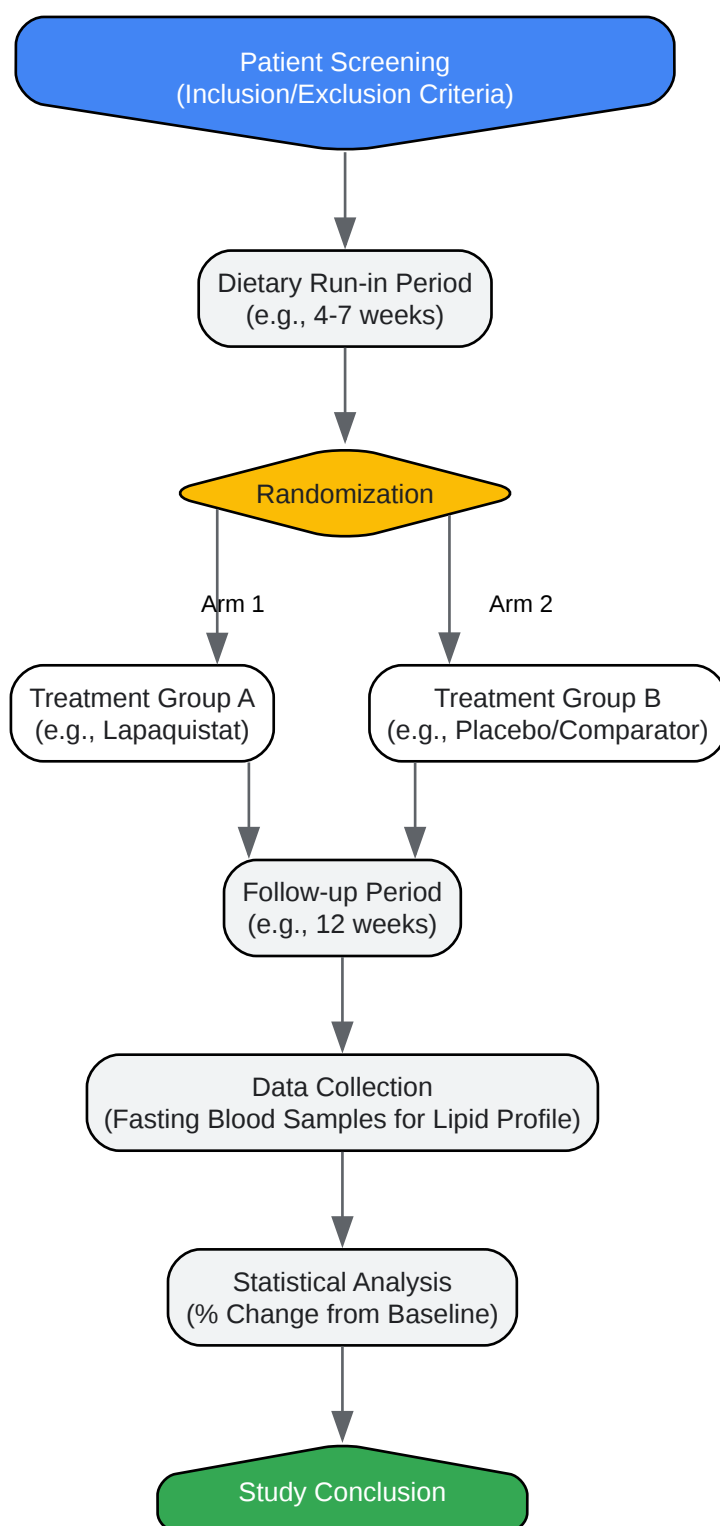 Patient Screening
(Inclusion/Exclusion Criteria)
Dietary Run-in Period
(e.g., 4-7 weeks)
Randomization
Arm 1
Arm 2
Treatment Group A
(e.g., Lapaquistat)
Treatment Group B
(e.g., Placebo/Comparator)
Follow-up Period
(e.g., 12 weeks)
Data Collection
(Fasting Blood Samples for Lipid Profile)
Statistical Analysis
(% Change from Baseline)
Study Conclusion